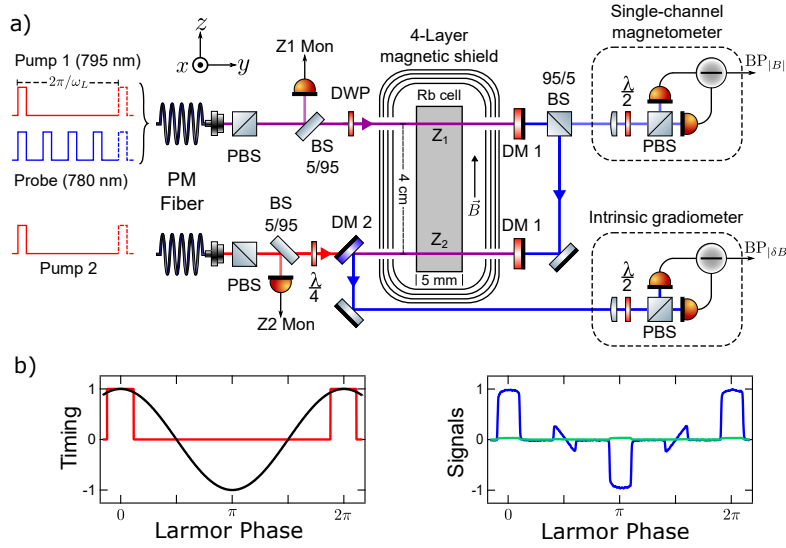 a)
Pump 1 (795 nm)
2π/ω_L
Probe (780 nm)
Pump 2
z
x
y
PM
Fiber
PBS
Z1 Mon
BS
5/95
DWP
4-Layer
magnetic shield
Rb cell
Z₁
4 cm
B⃗
Z₂
5 mm
DM 1
95/5
BS
Single-channel
magnetometer
λ/2
PBS
BP_|B|
DM 1
Intrinsic gradiometer
λ/2
PBS
BP_|δB
BS
5/95
DM 2
PBS
λ/4
Z2 Mon
b)
Timing
1
0
-1
0
π
2π
Larmor Phase
Signals
1
0
-1
0
π
2π
Larmor Phase